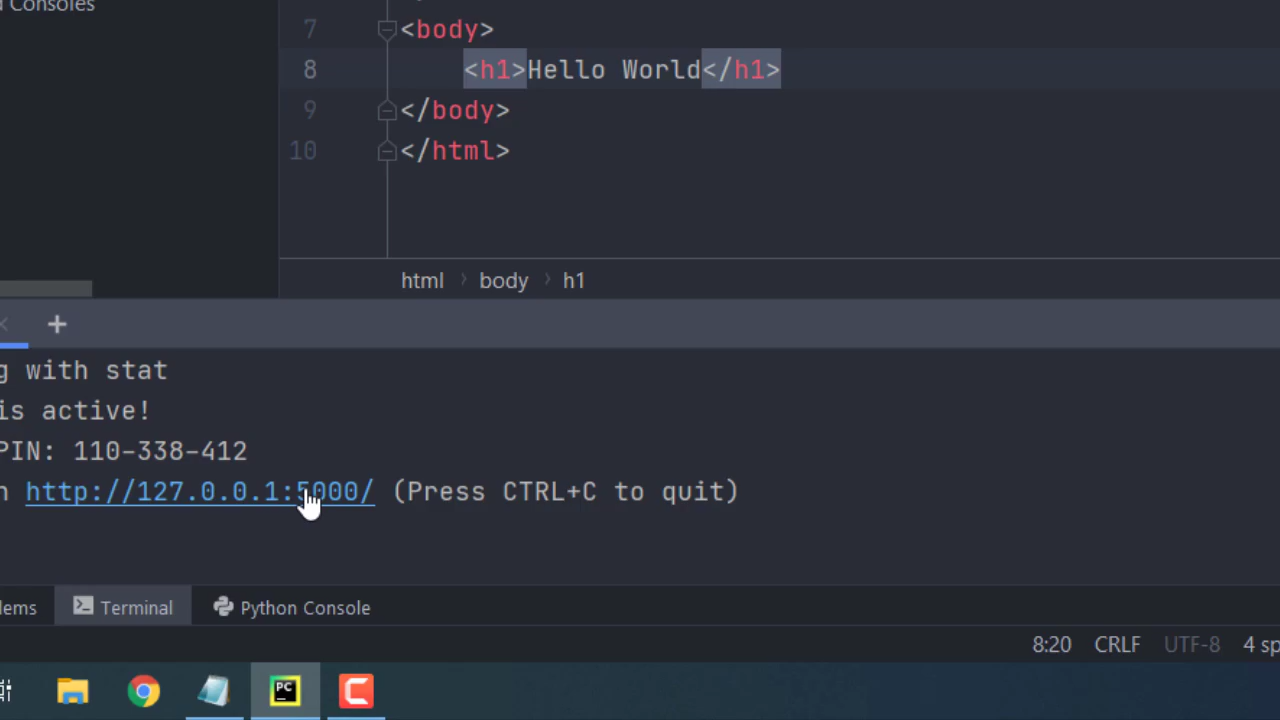 Consoles
7 <body>
8 <h1>Hello World</h1>
9 </body>
10 </html>
html › body › h1
with stat
is active!
PIN: 110-338-412
http://127.0.0.1:5000/ (Press CTRL+C to quit)
Terminal
Python Console
8:20 CRLF UTF-8 4
PC